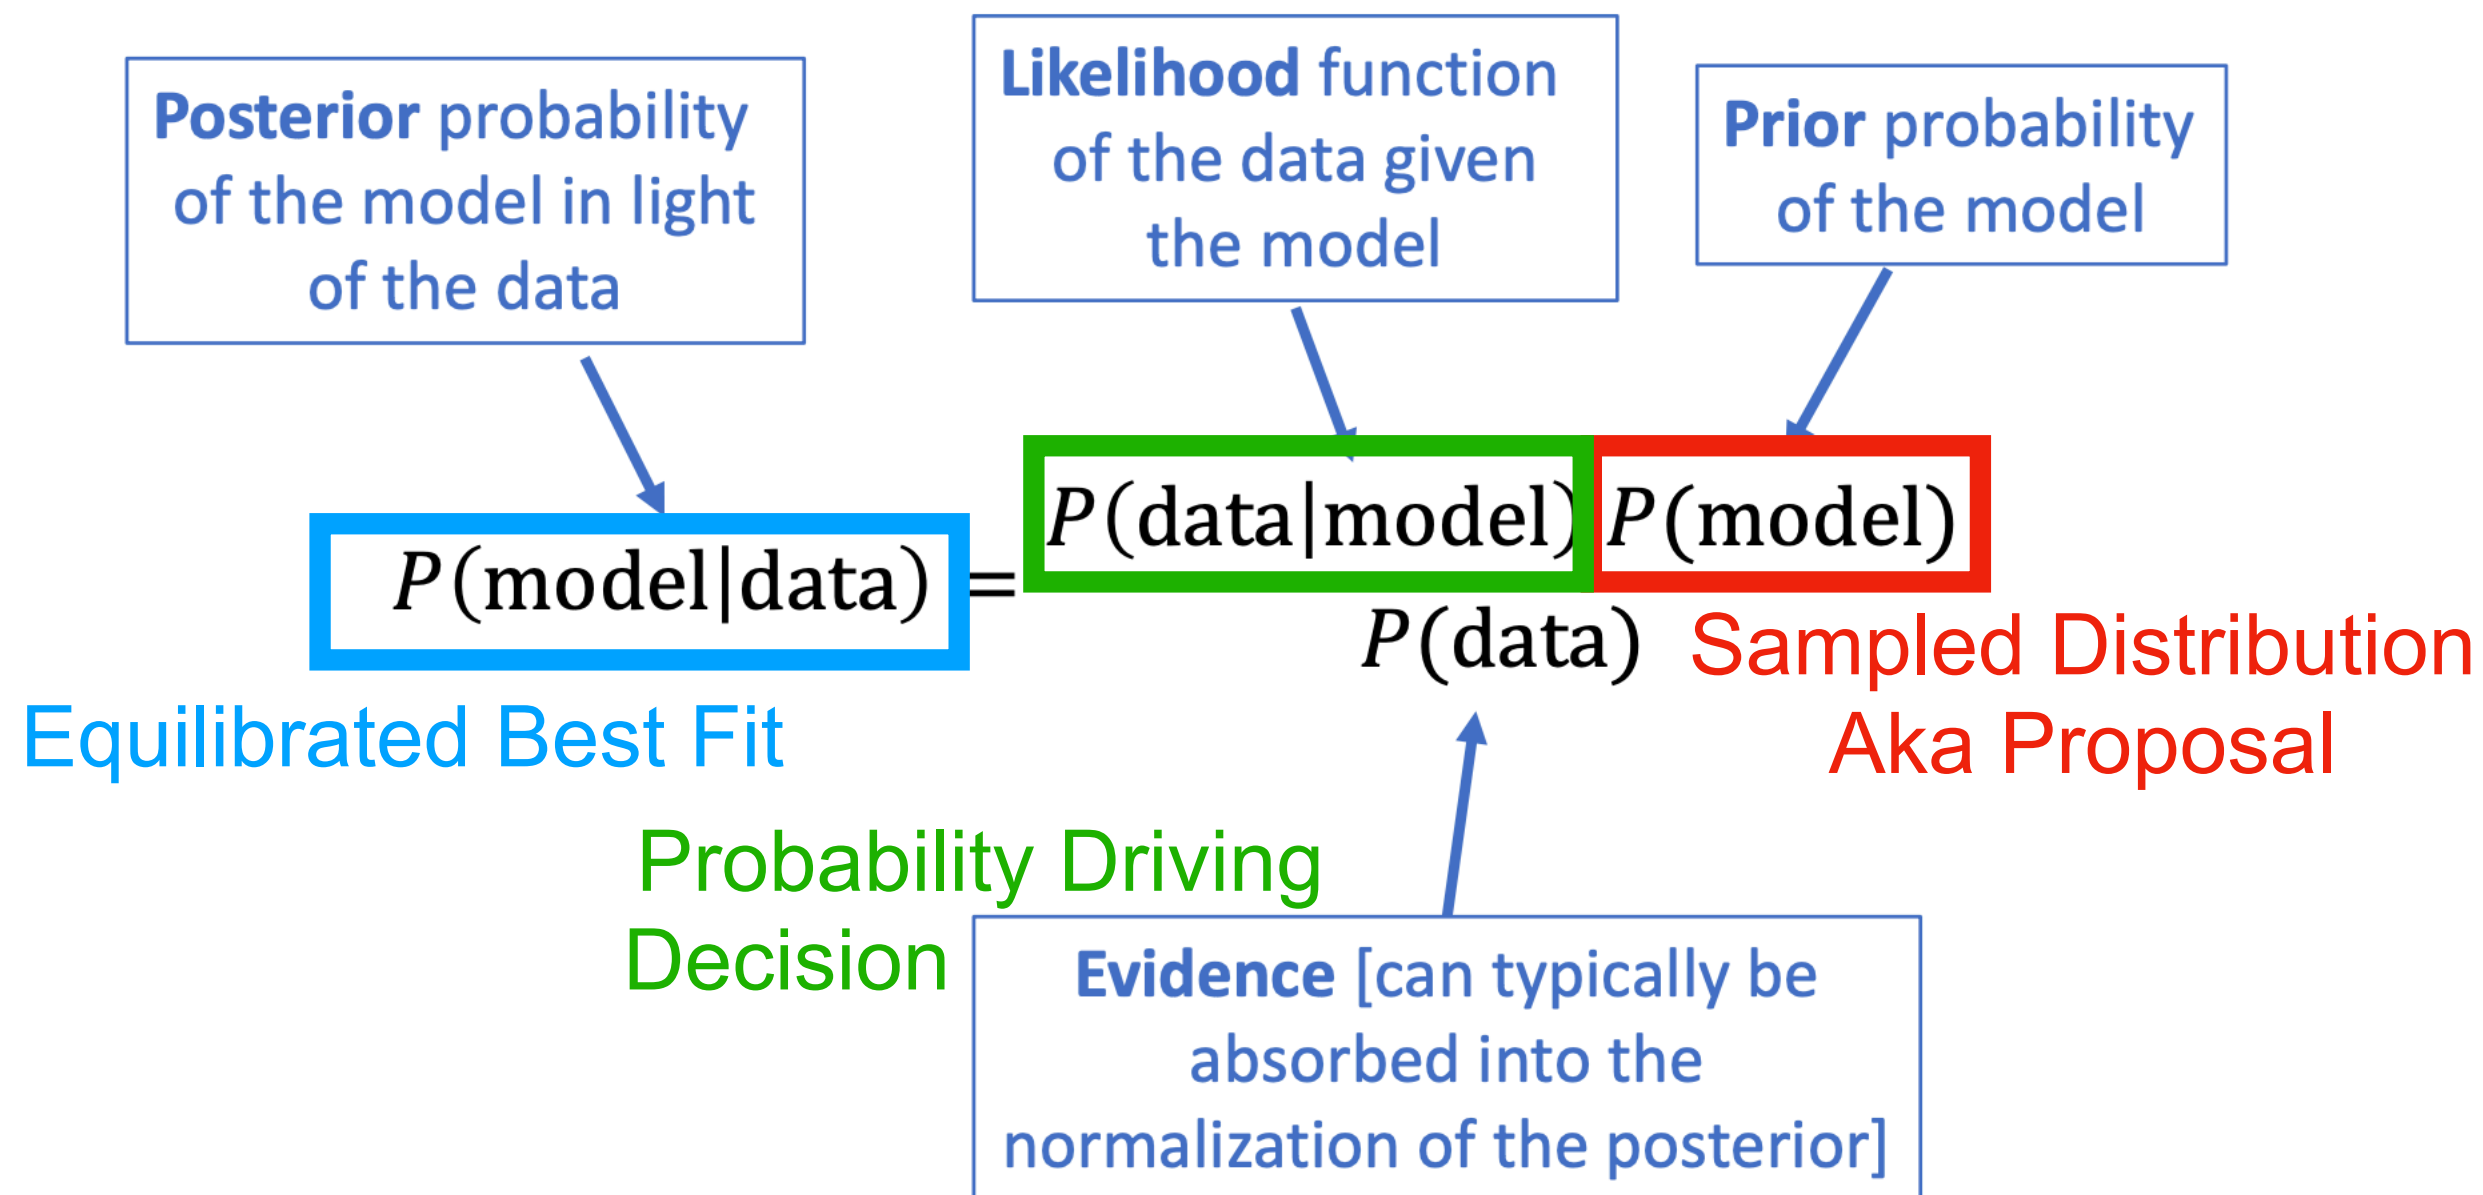 Posterior probability
of the model in light
of the data
Likelihood function
of the data given
the model
Prior probability
of the model
P(model|data) =
P(data|model) P(model)
P(data)
Sampled Distribution
Aka Proposal
Equilibrated Best Fit
Probability Driving
Decision
Evidence [can typically be
absorbed into the
normalization of the posterior]